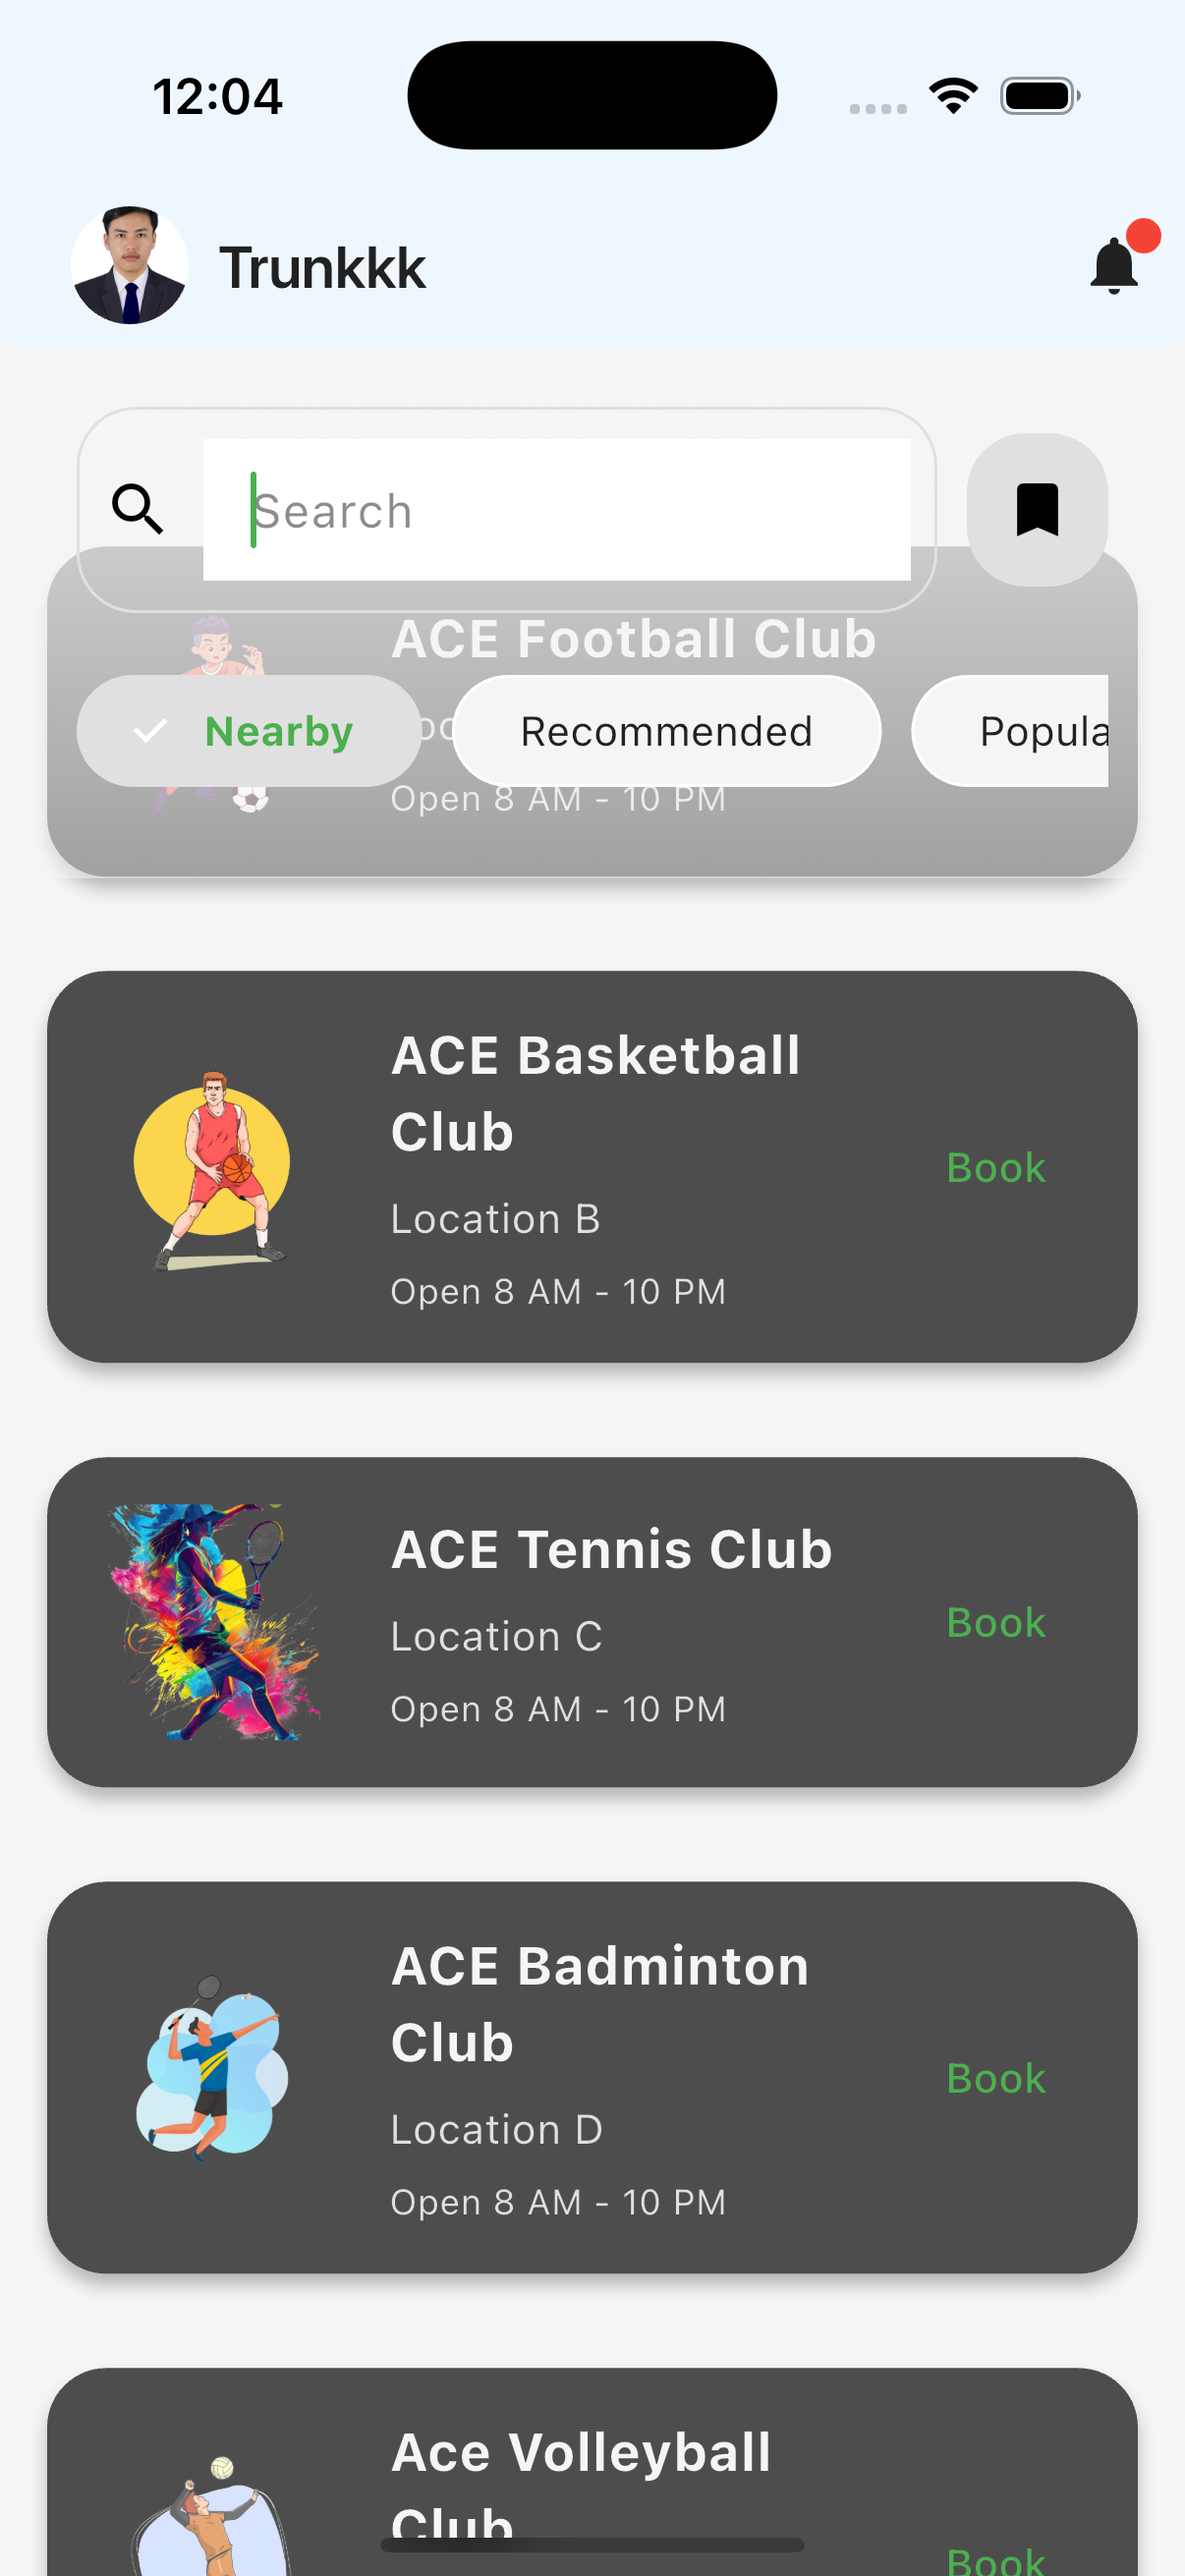 12:04
Trunkkk
Search
ACE Football Club
Nearby
Recommended
Popula
Open 8 AM - 10 PM
ACE Basketball
Club
Location B
Open 8 AM - 10 PM
Book
ACE Tennis Club
Location C
Open 8 AM - 10 PM
Book
ACE Badminton
Club
Location D
Open 8 AM - 10 PM
Book
Ace Volleyball
Club
Book